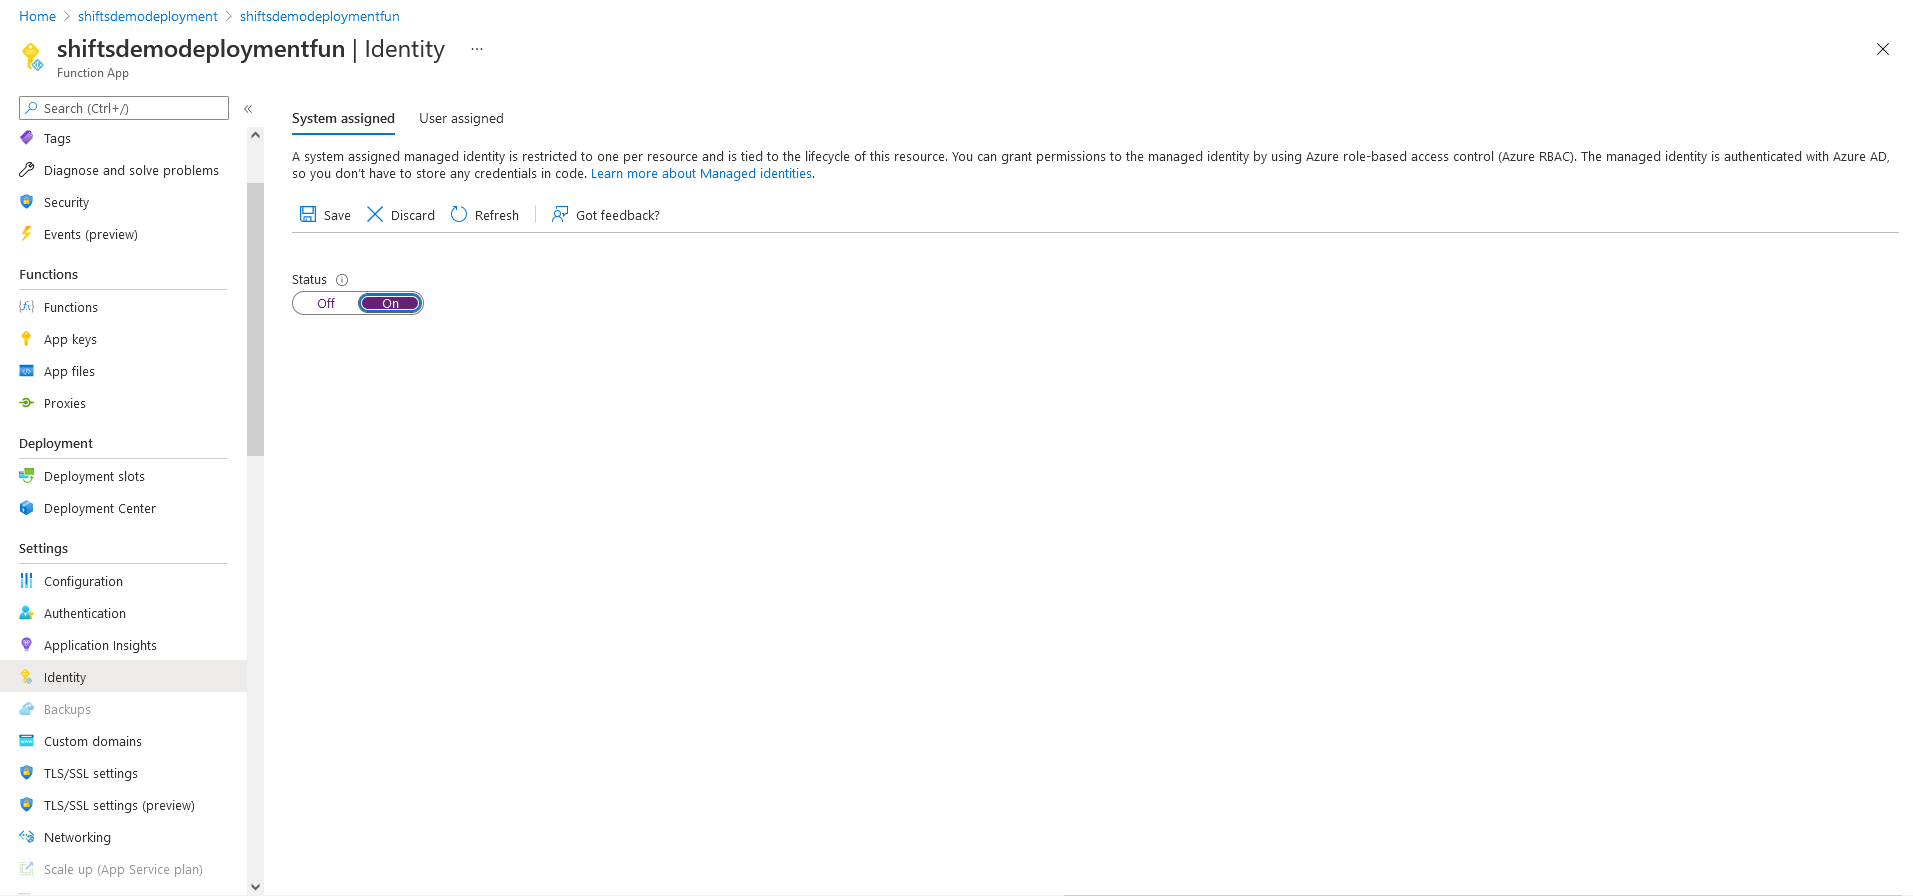 Home > shiftsdemodeployment > shiftsdemodeploymentfun
shiftsdemodeploymentfun | Identity ...
Function App
Search (Ctrl+/)
«
Tags
Diagnose and solve problems
Security
Events (preview)
Functions
Functions
App keys
App files
Proxies
Deployment
Deployment slots
Deployment Center
Settings
Configuration
Authentication
Application Insights
Identity
Backups
Custom domains
TLS/SSL settings
TLS/SSL settings (preview)
Networking
Scale up (App Service plan)
System assigned User assigned
A system assigned managed identity is restricted to one per resource and is tied to the lifecycle of this resource. You can grant permissions to the managed identity by using Azure role-based access control (Azure RBAC). The managed identity is authenticated with Azure AD,
so you don't have to store any credentials in code. Learn more about Managed identities.
Save Discard Refresh Got feedback?
Status
Off On